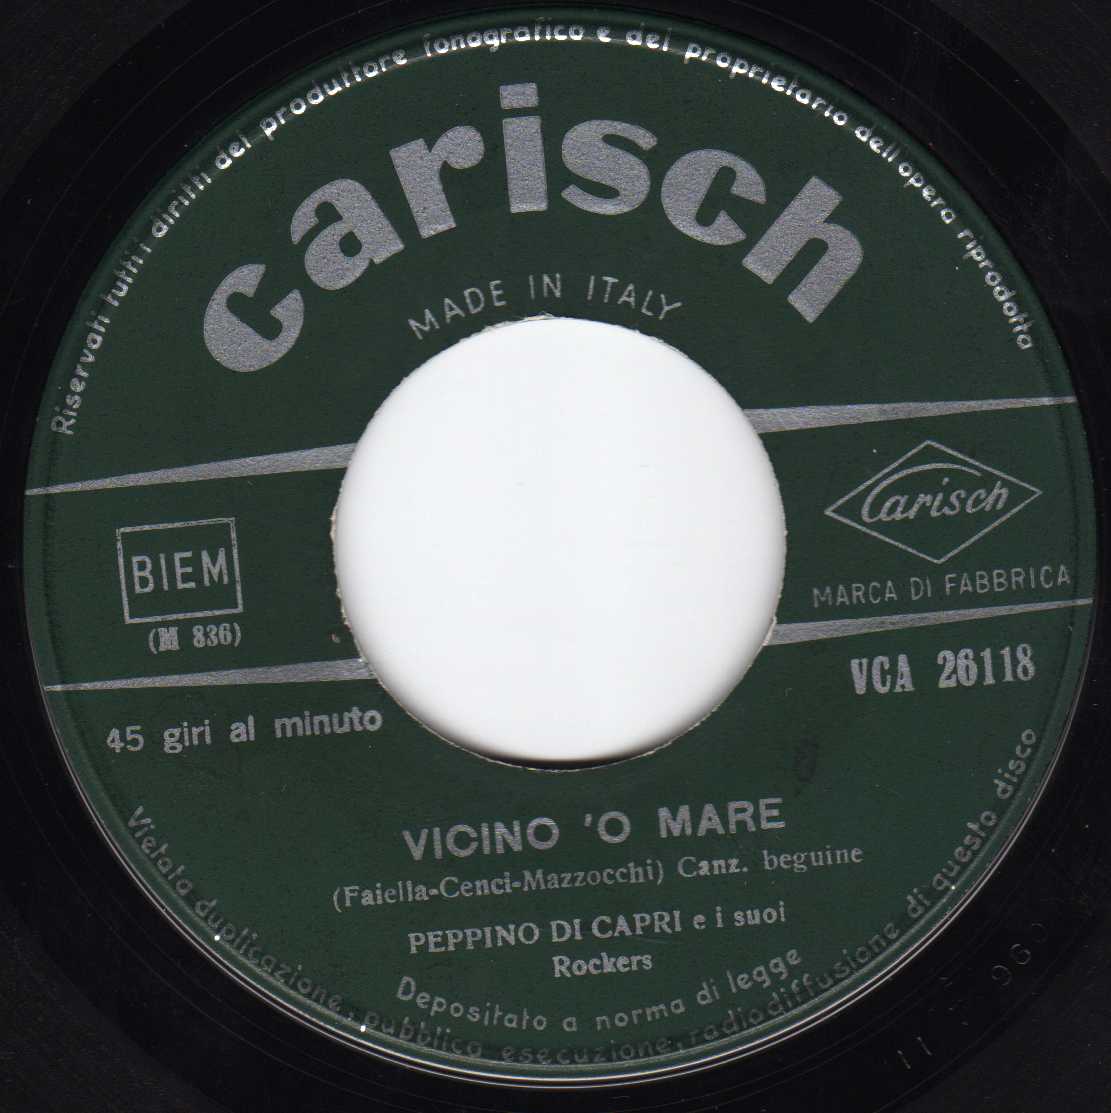 Riservati tutti i diritti del produttore fonografico e del proprietario dell'opera riprodotta
carisch
MADE IN ITALY
BIEM
(M 836)
Carisch
MARCA DI FABBRICA
VCA 26118
45 giri al minuto
VICINO 'O MARE
(Faiella-Cenci-Mazzocchi) Canz. beguine
PEPPINO DI CAPRI e i suoi
Rockers
Depositato a norma di legge
Vietata duplicazione, pubblica esecuzione, radiodiffusione di questo disco